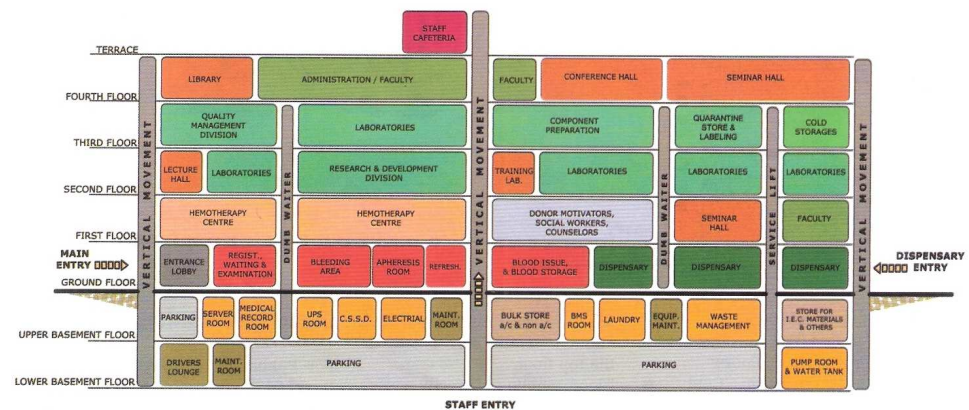 STAFF
CAFETERIA
TERRACE
LIBRARY
ADMINISTRATION / FACULTY
FACULTY
CONFERENCE HALL
SEMINAR HALL
FOURTH FLOOR
QUALITY
MANAGEMENT
DIVISION
LABORATORIES
COMPONENT
PREPARATION
QUARANTINE
STORE &
LABELING
COLD
STORAGES
THIRD FLOOR
LECTURE
HALL
LABORATORIES
RESEARCH & DEVELOPMENT
DIVISION
TRAINING
LAB.
LABORATORIES
LABORATORIES
LABORATORIES
SECOND FLOOR
HEMOTHERAPY
CENTRE
HEMOTHERAPY
CENTRE
DONOR MOTIVATORS,
SOCIAL WORKERS,
COUNSELORS
SEMINAR
HALL
FACULTY
FIRST FLOOR
MAIN
ENTRY
ENTRANCE
LOBBY
REGIST.,
WAITING &
EXAMINATION
BLEEDING
AREA
APHERESIS
ROOM
REFRESH.
BLOOD ISSUE,
& BLOOD STORAGE
DISPENSARY
DISPENSARY
DISPENSARY
DISPENSARY
ENTRY
GROUND FLOOR
PARKING
SERVER
ROOM
MEDICAL
RECORD
ROOM
UPS
ROOM
C.S.S.D.
ELECTRIAL
MAINT.
ROOM
BULK STORE
a/c & non a/c
BMS
ROOM
LAUNDRY
EQUIP.
MAINT.
WASTE
MANAGEMENT
STORE FOR
I.E.C. MATERIALS
& OTHERS
UPPER BASEMENT FLOOR
DRIVERS
LOUNGE
MAINT.
ROOM
PARKING
PARKING
PUMP ROOM
& WATER TANK
LOWER BASEMENT FLOOR
VERTICAL MOVEMENT
DUMB WAITER
VERTICAL MOVEMENT
DUMB WAITER
SERVICE LIFT
VERTICAL MOVEMENT
STAFF ENTRY